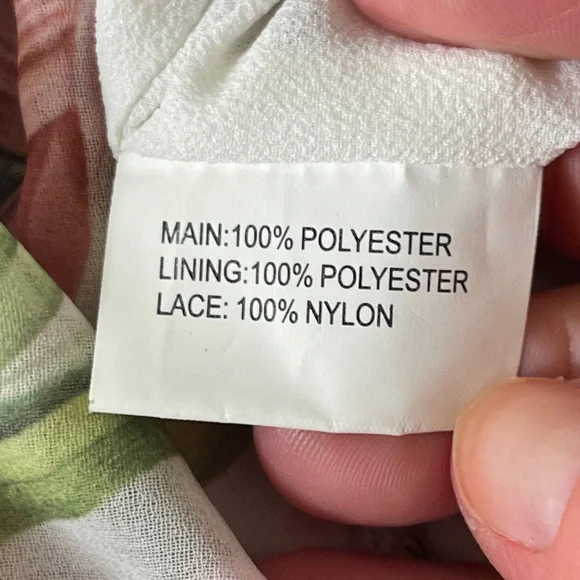 MAIN:100% POLYESTER
LINING:100% POLYESTER
LACE: 100% NYLON